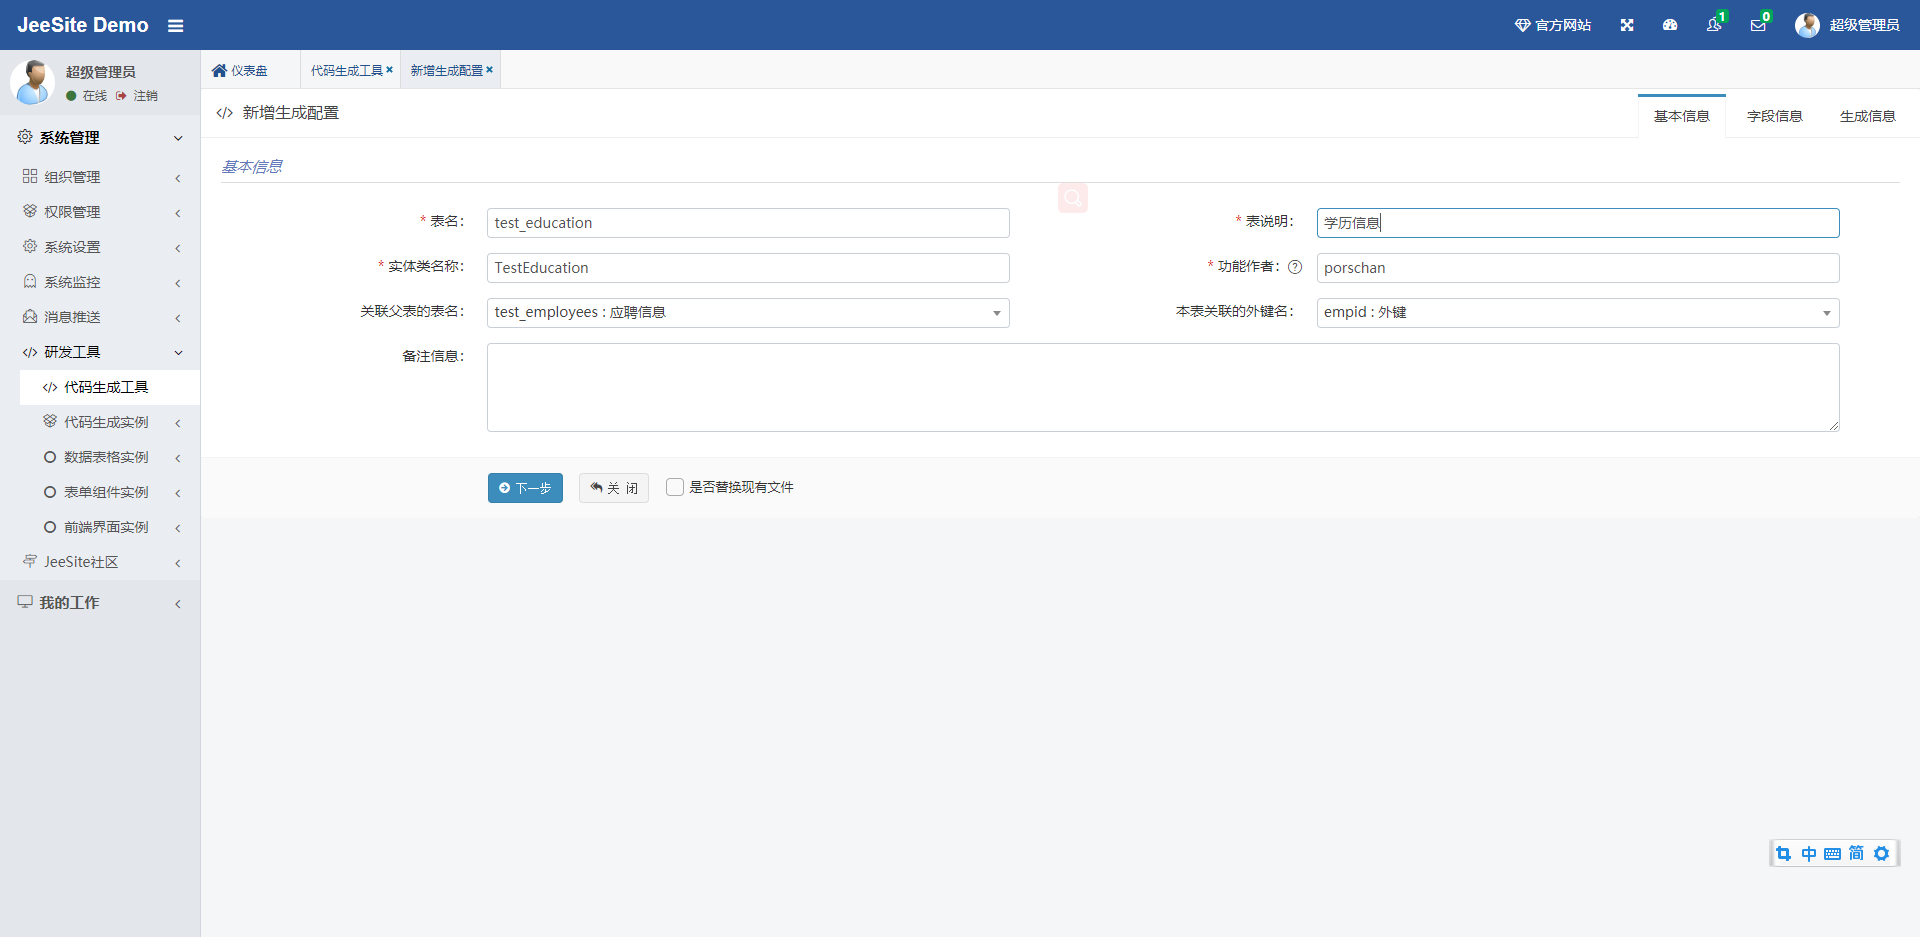 JeeSite Demo
官方网站
1
0
超级管理员
超级管理员
在线 注销
系统管理
组织管理
权限管理
系统设置
系统监控
消息推送
研发工具
代码生成工具
代码生成实例
数据表格实例
表单组件实例
前端界面实例
JeeSite社区
我的工作
仪表盘
代码生成工具
新增生成配置
新增生成配置
基本信息
字段信息
生成信息
基本信息
* 表名： test_education
* 表说明： 学历信息
* 实体类名称： TestEducation
* 功能作者： porschan
关联父表的表名： test_employees : 应聘信息
本表关联的外键名： empid : 外键
备注信息：
下一步
关 闭
是否替换现有文件
中 简